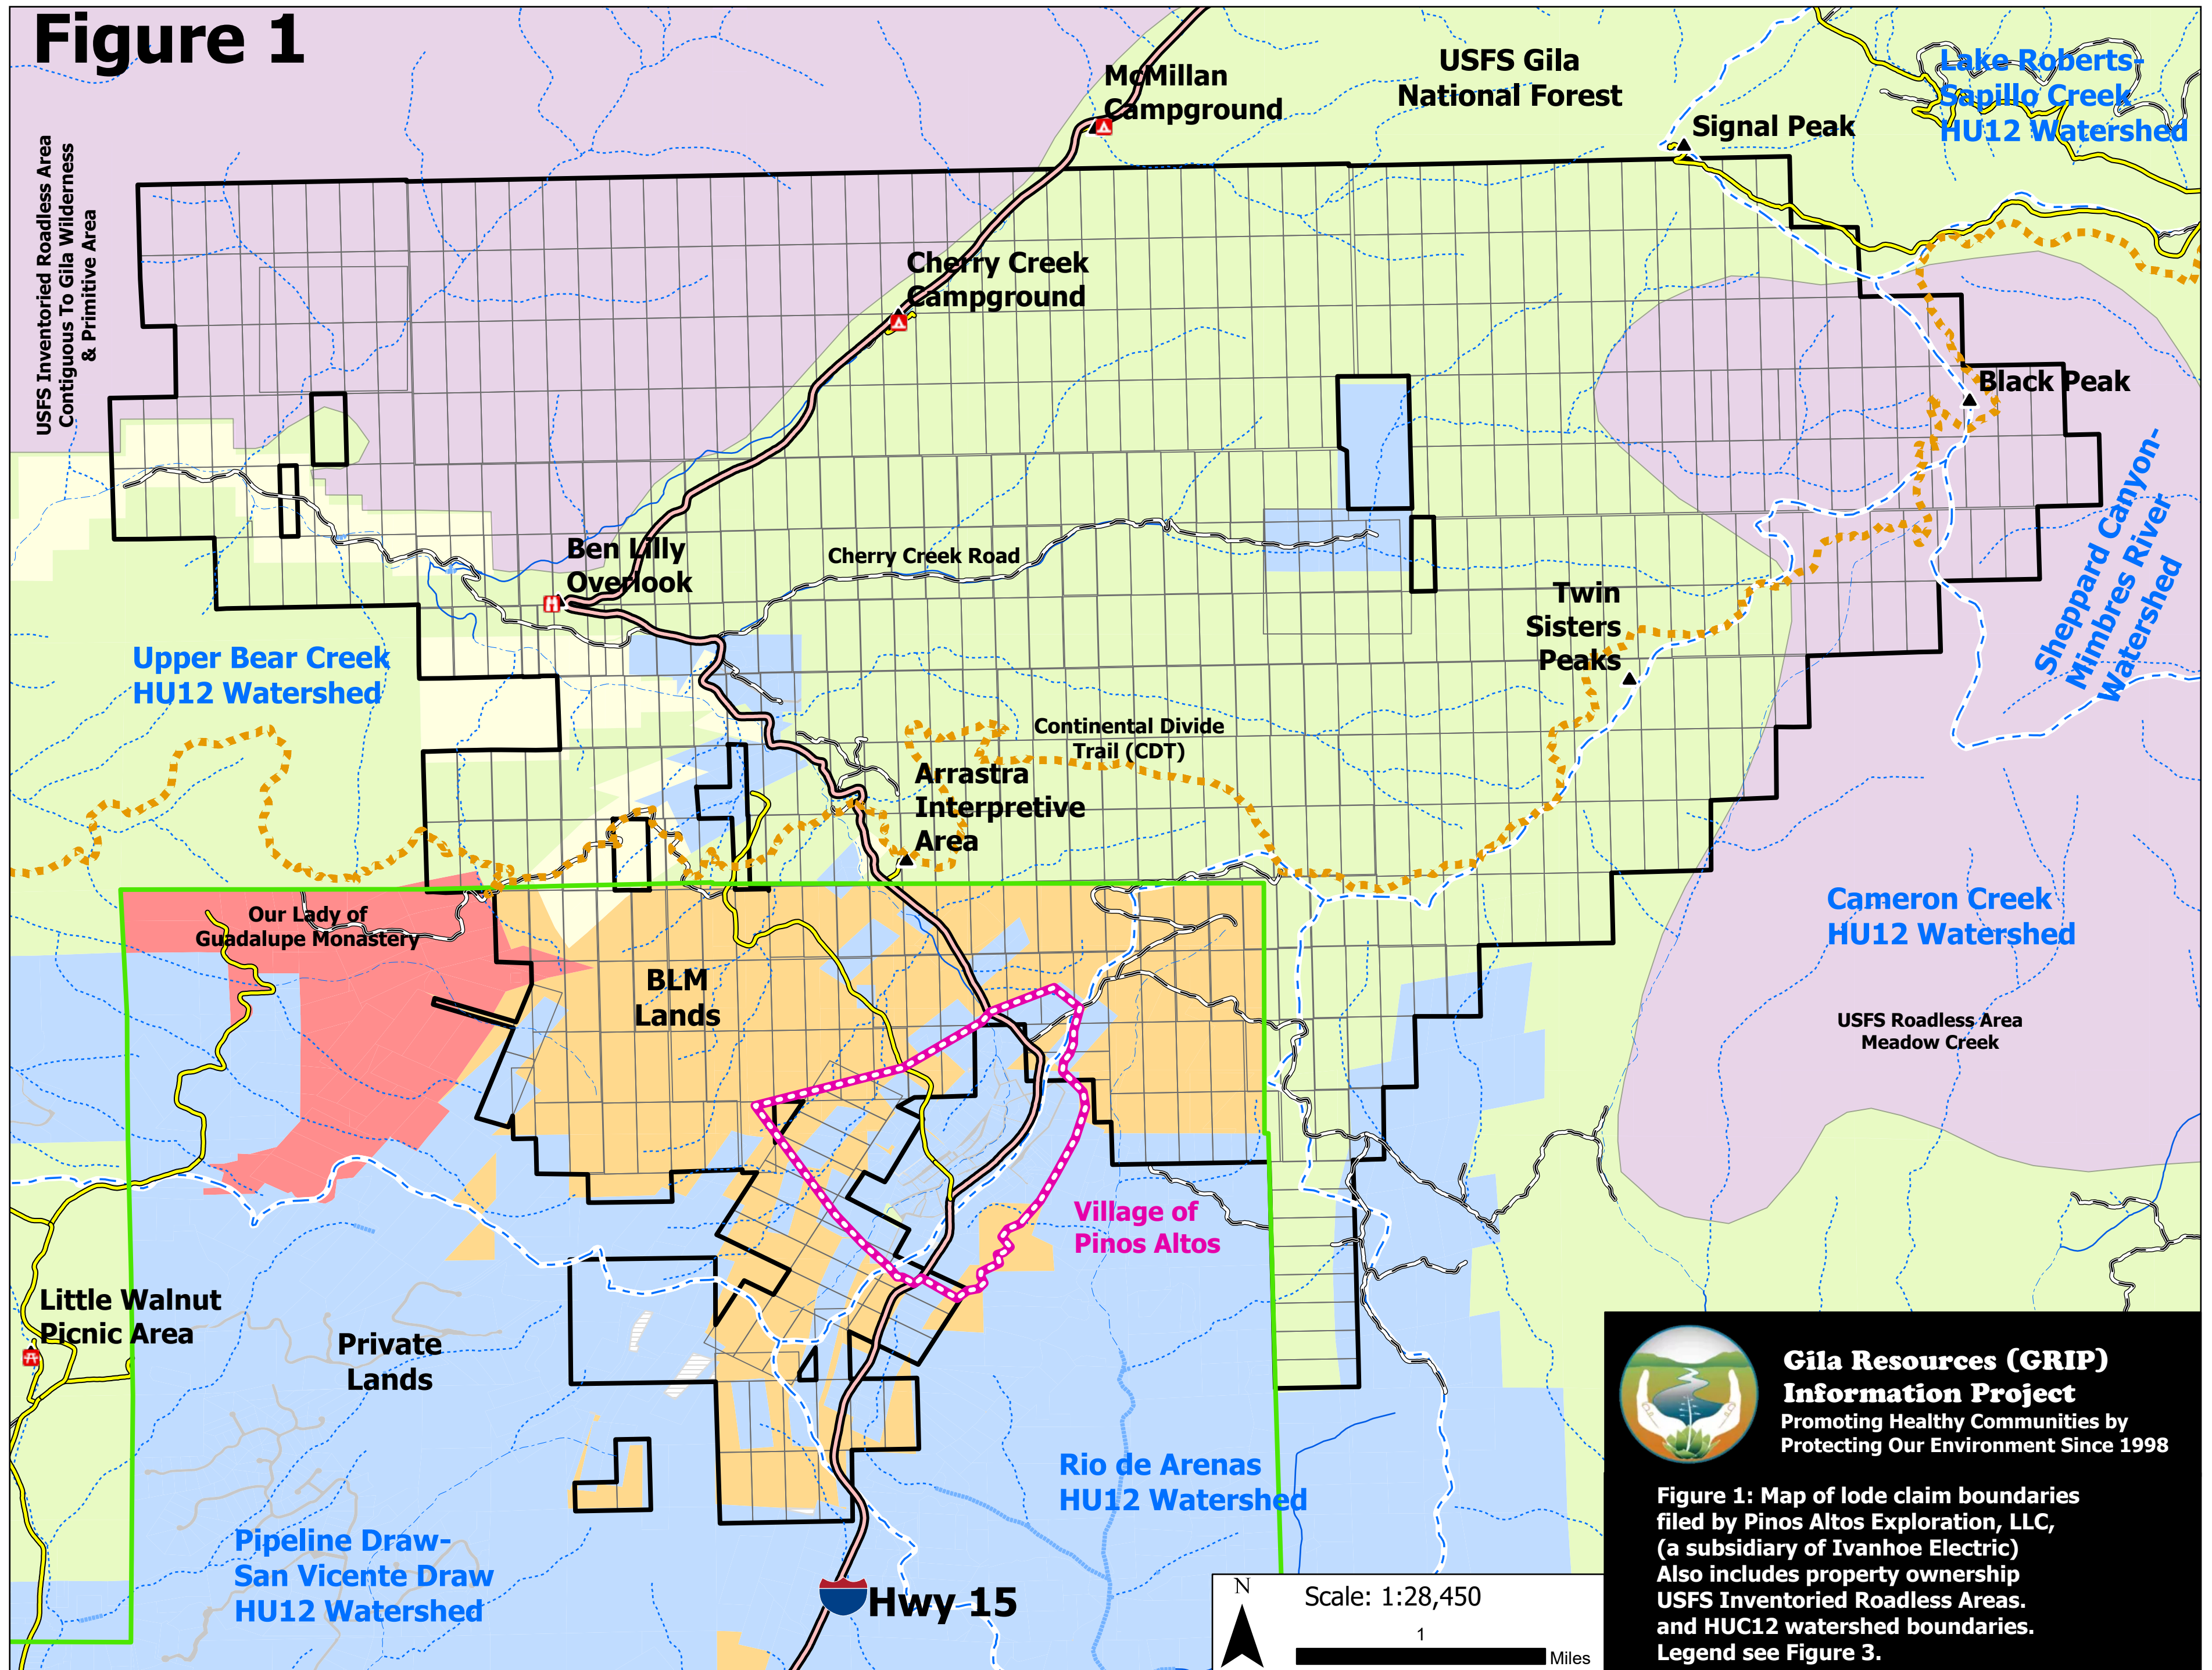 Figure 1
McMillan
Campground
USFS Gila
National Forest
Lake Roberts-
Sapillo Creek
HU12 Watershed
Signal Peak
USFS Inventoried Roadless Area
Contiguous To Gila Wilderness
& Primitive Area
Cherry Creek
Campground
Black Peak
Sheppard Canyon-
Mimbres River
Watershed
Ben Lilly
Overlook
Cherry Creek Road
Twin
Sisters
Peaks
Upper Bear Creek
HU12 Watershed
Continental Divide
Trail (CDT)
Arrastra
Interpretive
Area
Our Lady of
Guadalupe Monastery
Cameron Creek
HU12 Watershed
BLM
Lands
USFS Roadless Area
Meadow Creek
Village of
Pinos Altos
Little Walnut
Picnic Area
Private
Lands
Rio de Arenas
HU12 Watershed
Pipeline Draw-
San Vicente Draw
HU12 Watershed
Hwy 15
N
Scale: 1:28,450
1
Miles
Gila Resources (GRIP)
Information Project
Promoting Healthy Communities by
Protecting Our Environment Since 1998
Figure 1: Map of lode claim boundaries
filed by Pinos Altos Exploration, LLC,
(a subsidiary of Ivanhoe Electric)
Also includes property ownership
USFS Inventoried Roadless Areas.
and HUC12 watershed boundaries.
Legend see Figure 3.